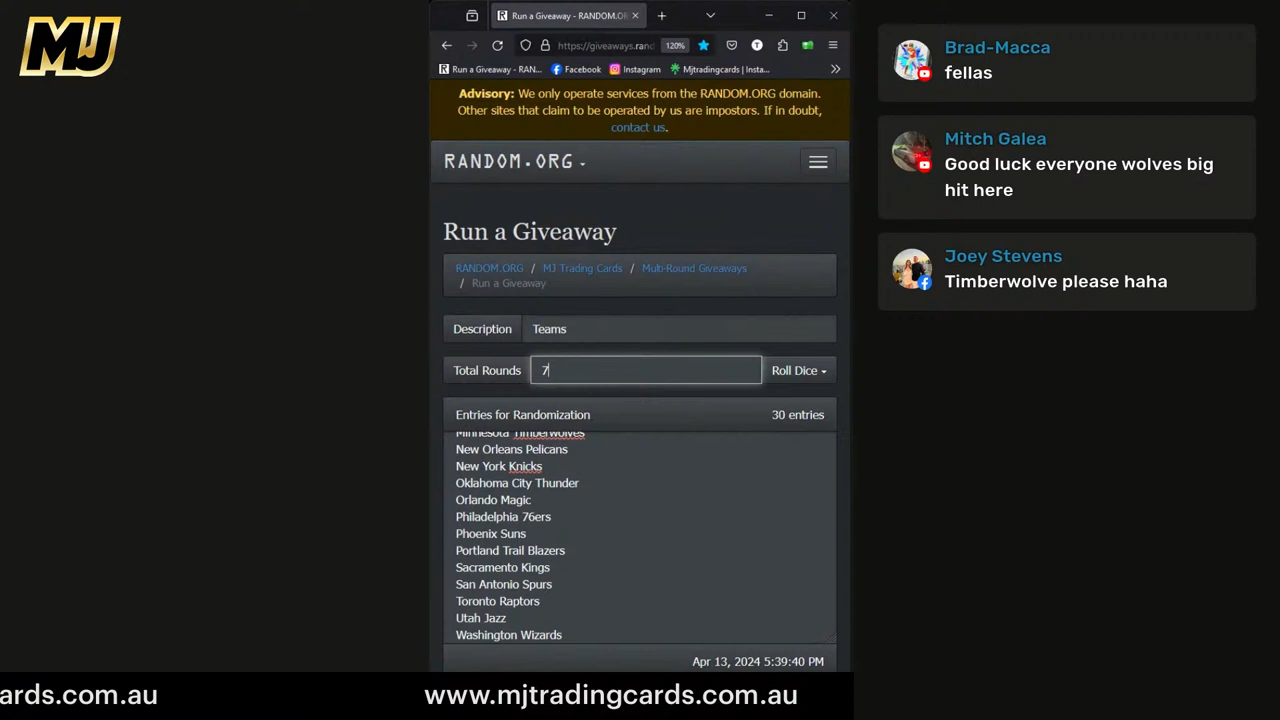 MJ
Run a Giveaway - RANDOM.OR
https://giveaways.rand
120%
Run a Giveaway - RAN...
Facebook
Instagram
Mjtradingcards | Insta...
Advisory: We only operate services from the RANDOM.ORG domain.
Other sites that claim to be operated by us are impostors. If in doubt,
contact us.
RANDOM.ORG
Run a Giveaway
RANDOM.ORG / MJ Trading Cards / Multi-Round Giveaways
/ Run a Giveaway
Description Teams
Total Rounds 7 Roll Dice
Entries for Randomization 30 entries
Minnesota Timberwolves
New Orleans Pelicans
New York Knicks
Oklahoma City Thunder
Orlando Magic
Philadelphia 76ers
Phoenix Suns
Portland Trail Blazers
Sacramento Kings
San Antonio Spurs
Toronto Raptors
Utah Jazz
Washington Wizards
Apr 13, 2024 5:39:40 PM
Brad-Macca
fellas
Mitch Galea
Good luck everyone wolves big
hit here
Joey Stevens
Timberwolve please haha
ards.com.au
www.mjtradingcards.com.au